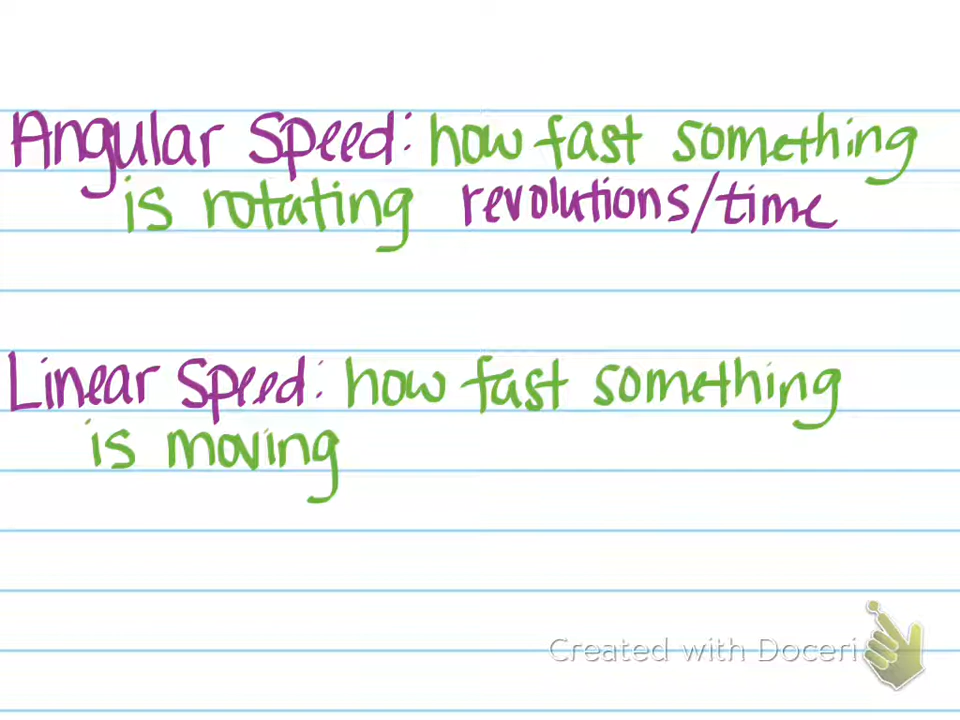 Angular Speed: how fast something
is rotating revolutions/time
Linear Speed: how fast something
is moving
Created with Doceri